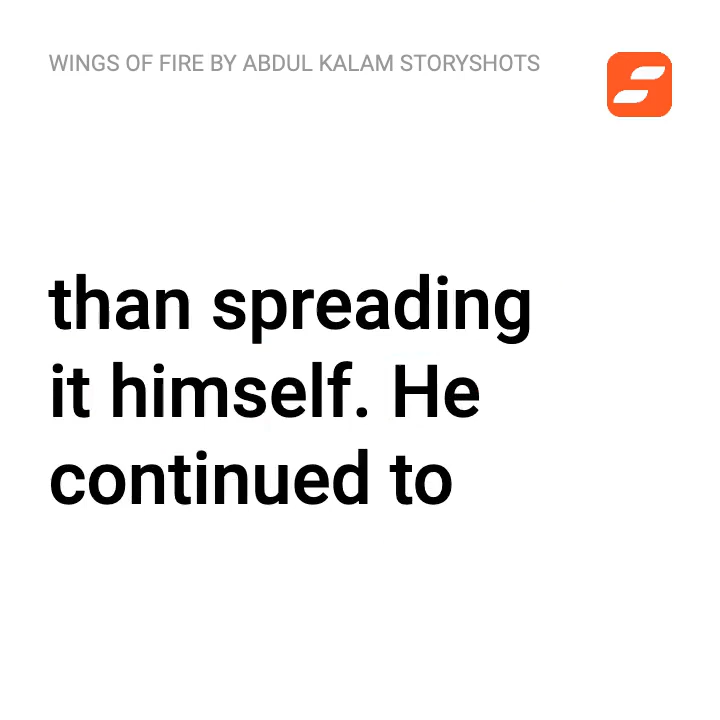 WINGS OF FIRE BY ABDUL KALAM STORYSHOTS
than spreading
it himself. He
continued to